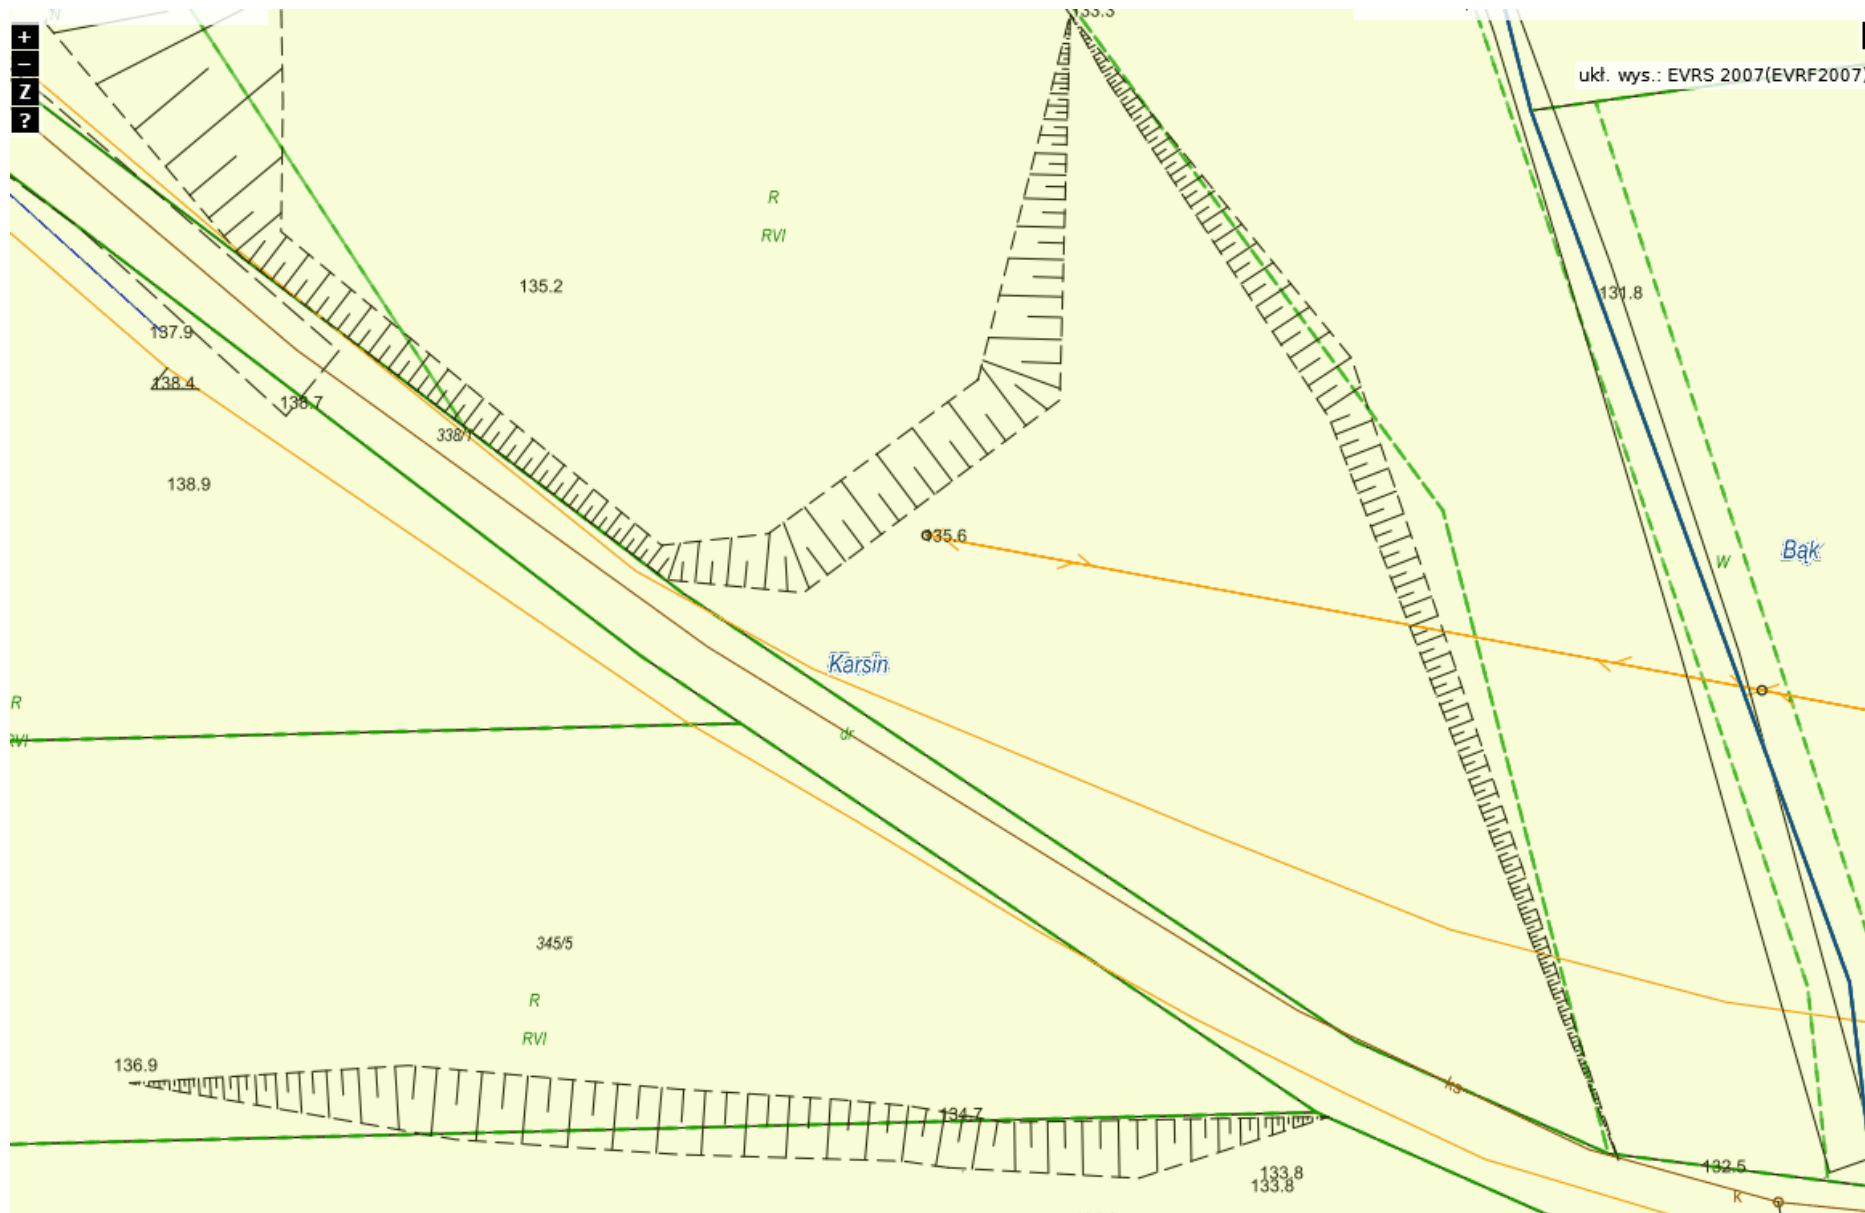 133.3
N
+
−
Z
?
ukł. wys.: EVRS 2007(EVRF2007)
R
RVI
135.2
131.8
137.9
138.4
138.7
338/1
138.9
135.6
Bąk
W
Karsin
R
RVI
dr
345/5
R
RVI
136.9
ks
134.7
132.5
133.8
133.8
k